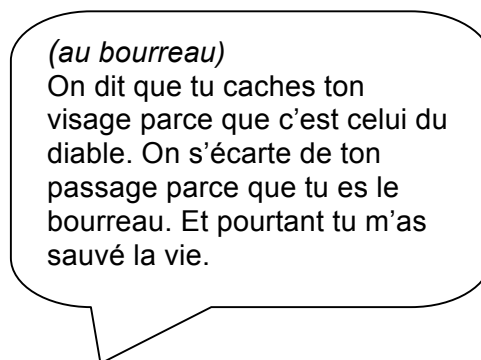 (au bourreau)
On dit que tu caches ton
visage parce que c’est celui du
diable. On s’écarte de ton
passage parce que tu es le
bourreau. Et pourtant tu m’as
sauvé la vie.